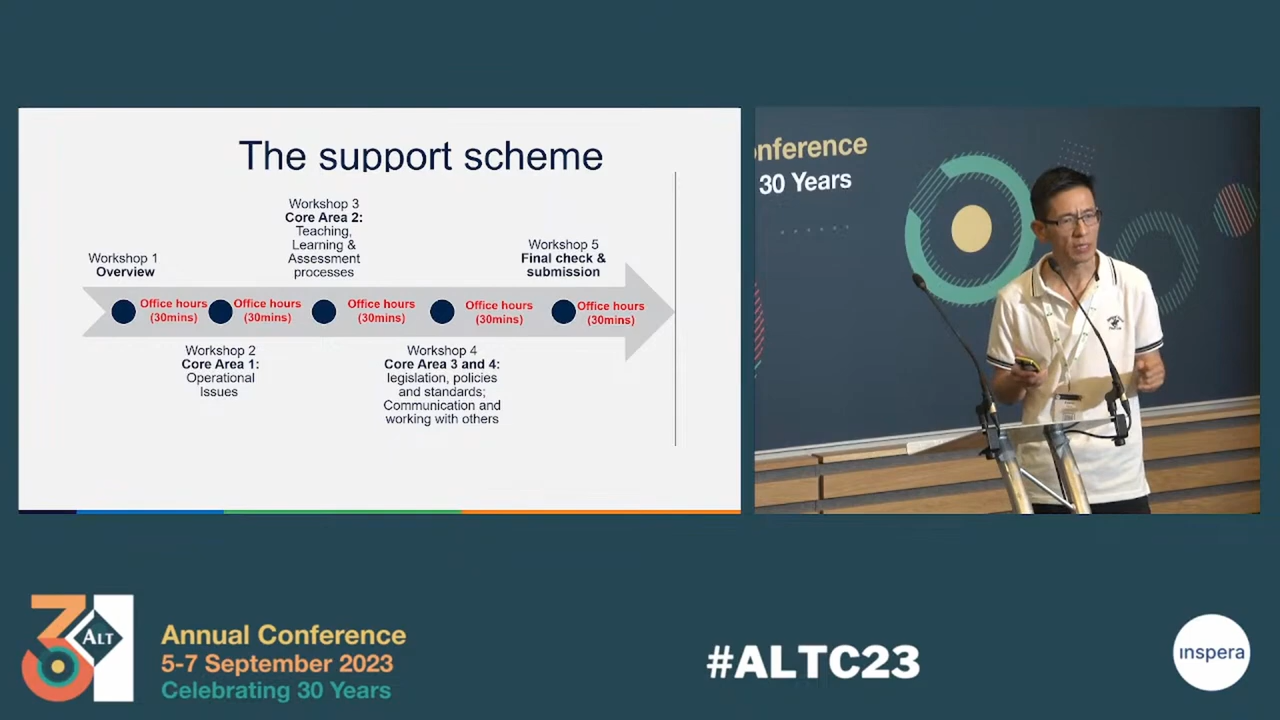 The support scheme
Workshop 3
Core Area 2:
Teaching,
Learning &
Assessment
processes
Workshop 1
Overview
Workshop 5
Final check &
submission
Office hours
(30mins)
Office hours
(30mins)
Office hours
(30mins)
Office hours
(30mins)
Office hours
(30mins)
Workshop 2
Core Area 1:
Operational
Issues
Workshop 4
Core Area 3 and 4:
legislation, policies
and standards;
Communication and
working with others
onference
30 Years
ALT
Annual Conference
5-7 September 2023
Celebrating 30 Years
#ALTC23
inspera